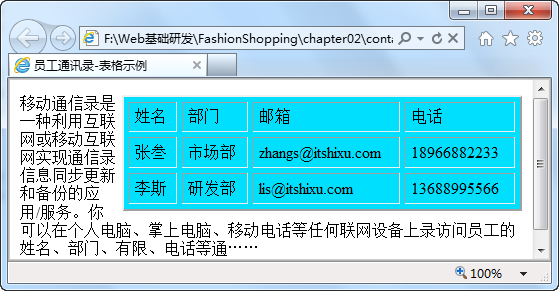 F:\Web基础研发\FashionShopping\chapter02\conta
员工通讯录-表格示例
移动通信录是
一种利用互联
网或移动互联
网实现通信录
信息同步更新
和备份的应
用/服务。你
姓名 部门 邮箱 电话
张叁 市场部 zhangs@itshixu.com 18966882233
李斯 研发部 lis@itshixu.com 13688995566
可以在个人电脑、掌上电脑、移动电话等任何联网设备上录访问员工的
姓名、部门、有限、电话等通……
100%